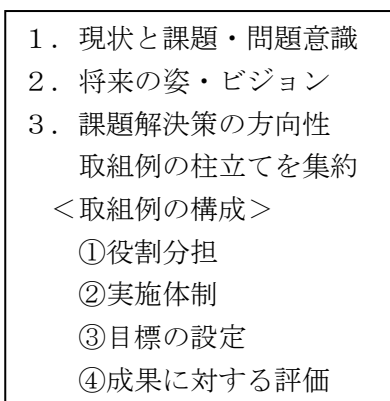 １．現状と課題・問題意識
２．将来の姿・ビジョン
３．課題解決策の方向性
取組例の柱立てを集約
＜取組例の構成＞
①役割分担
②実施体制
③目標の設定
④成果に対する評価